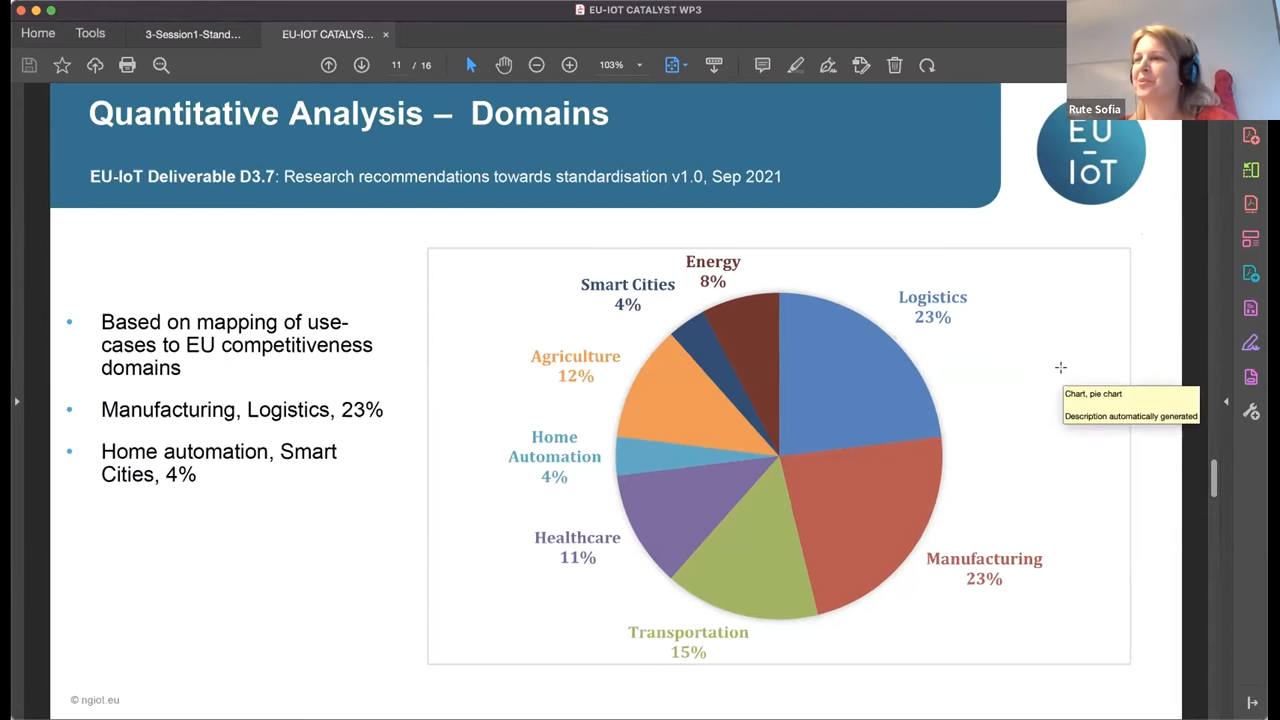 EU-IOT CATALYST WP3
Home
Tools
3-Session1-Stand...
EU-IOT CATALYS...
11 / 16
103%
Rute Sofia
Quantitative Analysis – Domains
EU-IoT Deliverable D3.7: Research recommendations towards standardisation v1.0, Sep 2021
EU
–
IoT
Based on mapping of use-
cases to EU competitiveness
domains
Manufacturing, Logistics, 23%
Home automation, Smart
Cities, 4%
Energy
8%
Smart Cities
4%
Logistics
23%
Agriculture
12%
Home
Automation
4%
Healthcare
11%
Manufacturing
23%
Transportation
15%
Chart, pie chart
Description automatically generated
© ngiot.eu